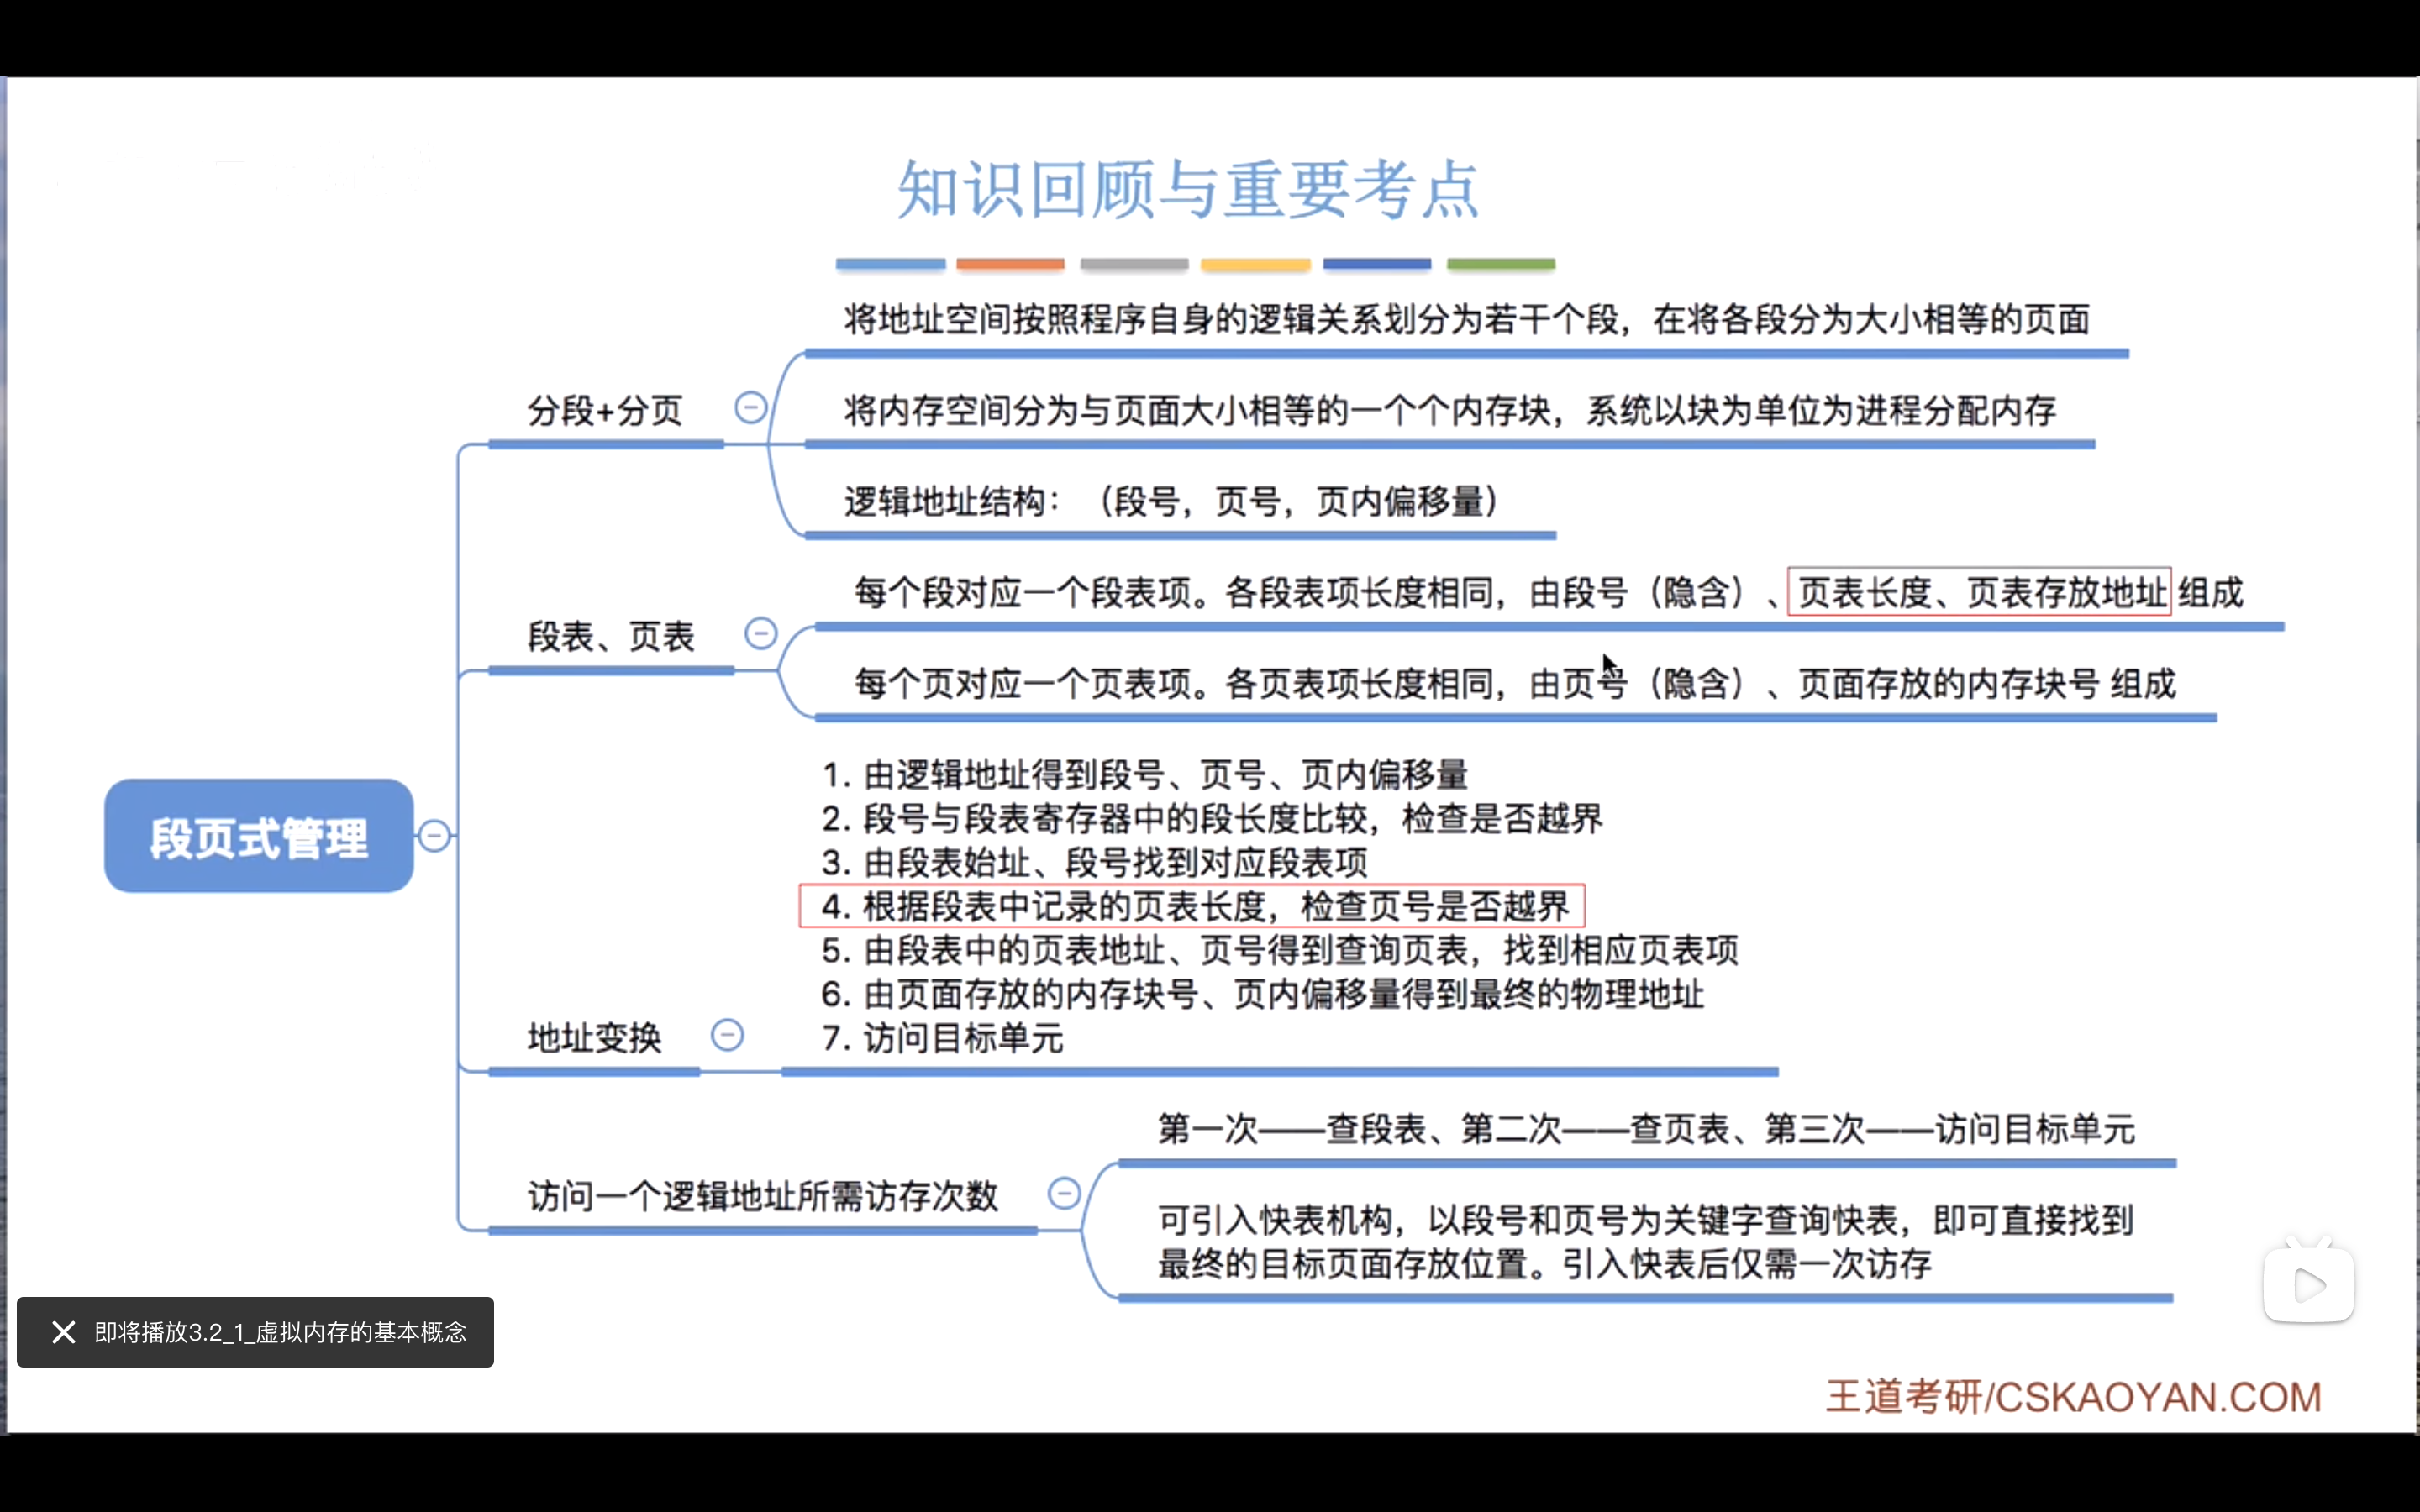 知识回顾与重要考点
将地址空间按照程序自身的逻辑关系划分为若干个段，在将各段分为大小相等的页面
分段+分页
将内存空间分为与页面大小相等的一个个内存块，系统以块为单位为进程分配内存
逻辑地址结构：（段号，页号，页内偏移量）
每个段对应一个段表项。各段表项长度相同，由段号（隐含）、页表长度、页表存放地址 组成
段表、页表
每个页对应一个页表项。各页表项长度相同，由页号（隐含）、页面存放的内存块号 组成
段页式管理
1. 由逻辑地址得到段号、页号、页内偏移量
2. 段号与段表寄存器中的段长度比较，检查是否越界
3. 由段表始址、段号找到对应段表项
4. 根据段表中记录的页表长度，检查页号是否越界
5. 由段表中的页表地址、页号得到查询页表，找到相应页表项
6. 由页面存放的内存块号、页内偏移量得到最终的物理地址
7. 访问目标单元
地址变换
第一次——查段表、第二次——查页表、第三次——访问目标单元
访问一个逻辑地址所需访存次数
可引入快表机构，以段号和页号为关键字查询快表，即可直接找到
最终的目标页面存放位置。引入快表后仅需一次访存
即将播放3.2_1_虚拟内存的基本概念
王道考研/CSKAOYAN.COM